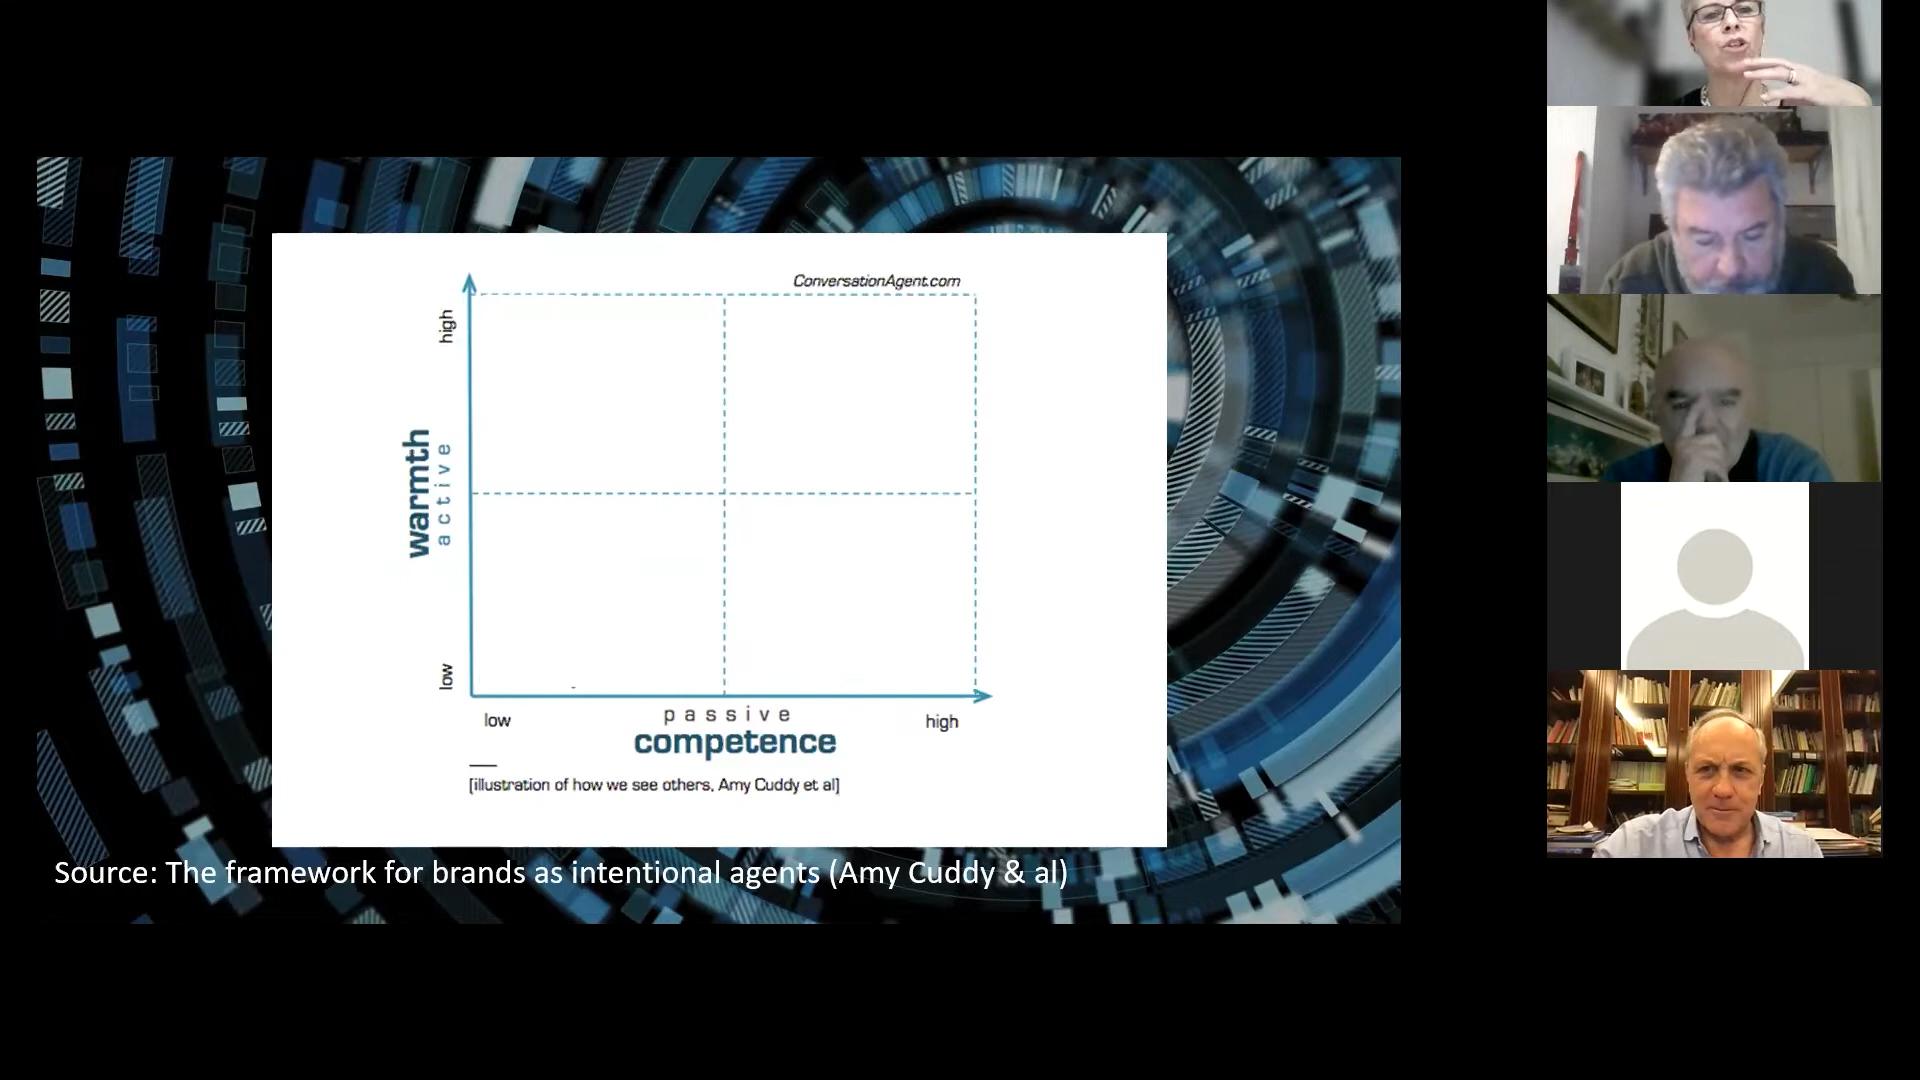 ConversationAgent.com
high
warmth
active
low
low
passive
high
competence
[illustration of how we see others, Amy Cuddy et al]
Source: The framework for brands as intentional agents (Amy Cuddy & al)